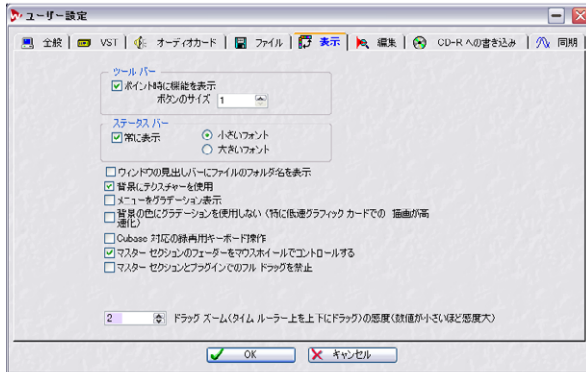 ユーザー設定
全般 VST オーディオカード ファイル 表示 編集 CD-R への書き込み 同期
ツール バー
ポイント時に機能を表示
ボタンのサイズ 1
ステータス バー
常に表示 小さいフォント
大きいフォント
ウィンドウの見出しバーにファイルのフォルダ名を表示
背景にテクスチャーを使用
メニューをグラデーション表示
背景の色にグラデーションを使用しない (特に低速グラフィック カードでの 描画が高
速化)
Cubase 対応の録再用キーボード操作
マスター セクションのフェーダーをマウスホイールでコントロールする
マスター セクションとプラグインでのフル ドラッグを禁止
2 ドラッグ ズーム(タイム ルーラー上を上下にドラッグ)の感度(数値が小さいほど感度大)
OK キャンセル